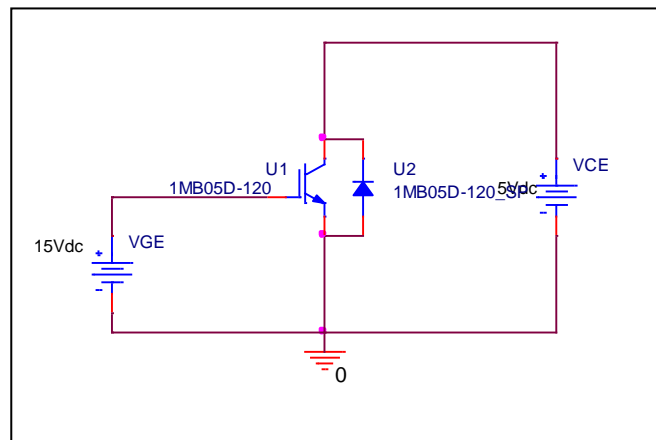 U1
1MB05D-120
U2
1MB05D-120_SP
VCE
5Vdc
15Vdc
VGE
0